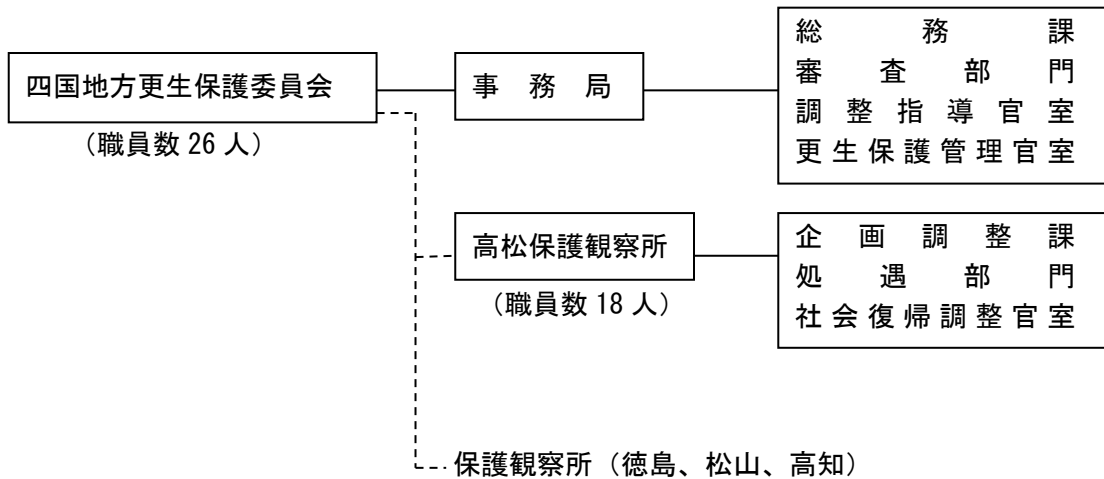 四国地方更生保護委員会
（職員数 26 人）
事務局
総務課
審査部門
調整指導官室
更生保護管理官室
高松保護観察所
（職員数 18 人）
企画調整課
処遇部門
社会復帰調整官室
保護観察所（徳島、松山、高知）